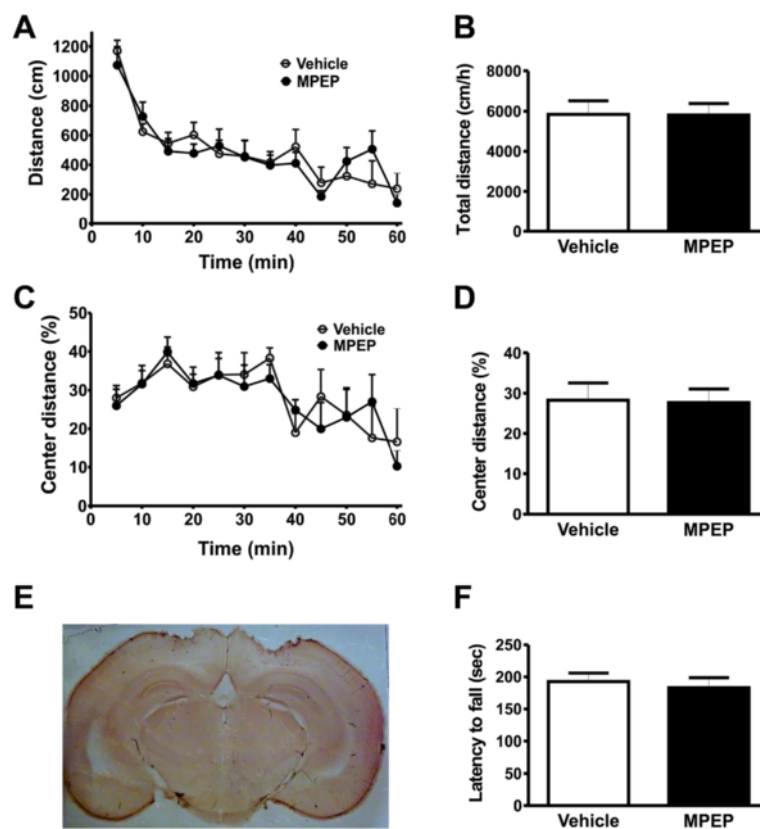 A
Distance (cm)
1200
1000
800
600
400
200
0
0 10 20 30 40 50 60
Time (min)
Vehicle
MPEP
B
Total distance (cm/h)
8000
6000
4000
2000
0
Vehicle MPEP
C
Center distance (%)
50
40
30
20
10
0
0 10 20 30 40 50 60
Time (min)
Vehicle
MPEP
D
Center distance (%)
40
30
20
10
0
Vehicle MPEP
E
F
Latency to fall (sec)
250
200
150
100
50
0
Vehicle MPEP